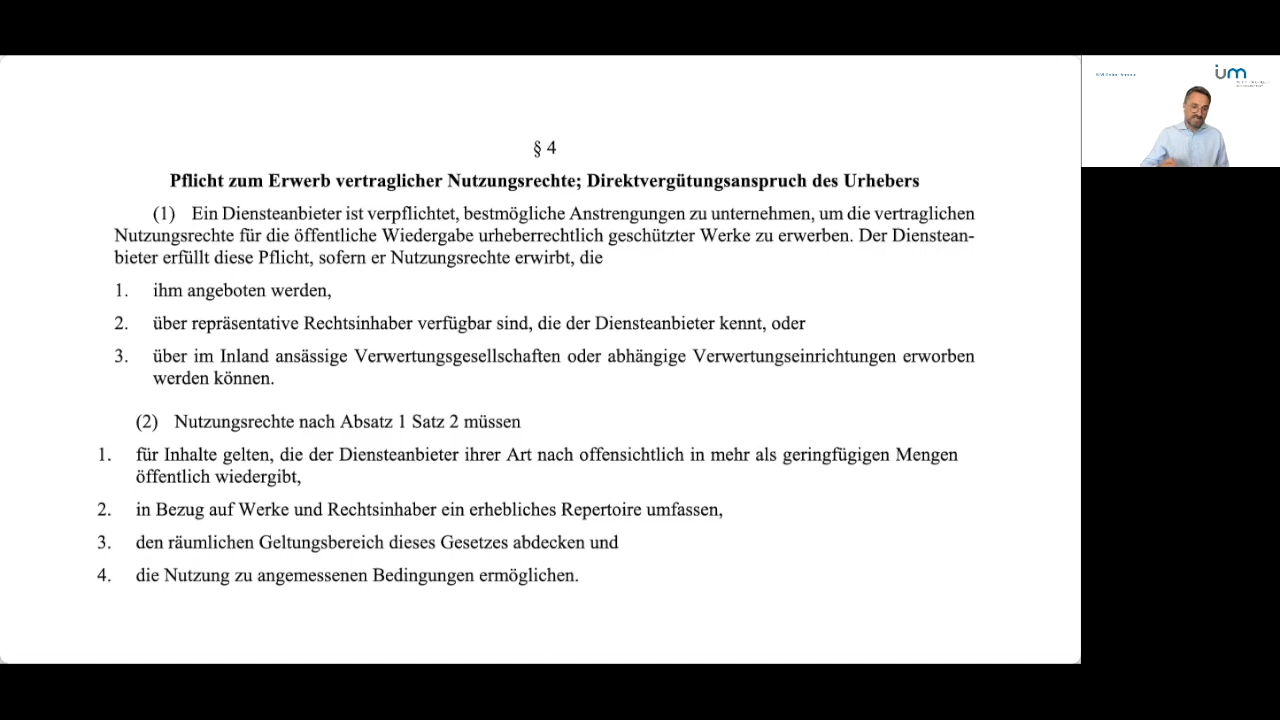 § 4
Pflicht zum Erwerb vertraglicher Nutzungsrechte; Direktvergütungsanspruch des Urhebers
(1) Ein Diensteanbieter ist verpflichtet, bestmögliche Anstrengungen zu unternehmen, um die vertraglichen
Nutzungsrechte für die öffentliche Wiedergabe urheberrechtlich geschützter Werke zu erwerben. Der Dienstean-
bieter erfüllt diese Pflicht, sofern er Nutzungsrechte erwirbt, die
1. ihm angeboten werden,
2. über repräsentative Rechtsinhaber verfügbar sind, die der Diensteanbieter kennt, oder
3. über im Inland ansässige Verwertungsgesellschaften oder abhängige Verwertungseinrichtungen erworben
werden können.
(2) Nutzungsrechte nach Absatz 1 Satz 2 müssen
1. für Inhalte gelten, die der Diensteanbieter ihrer Art nach offensichtlich in mehr als geringfügigen Mengen
öffentlich wiedergibt,
2. in Bezug auf Werke und Rechtsinhaber ein erhebliches Repertoire umfassen,
3. den räumlichen Geltungsbereich dieses Gesetzes abdecken und
4. die Nutzung zu angemessenen Bedingungen ermöglichen.